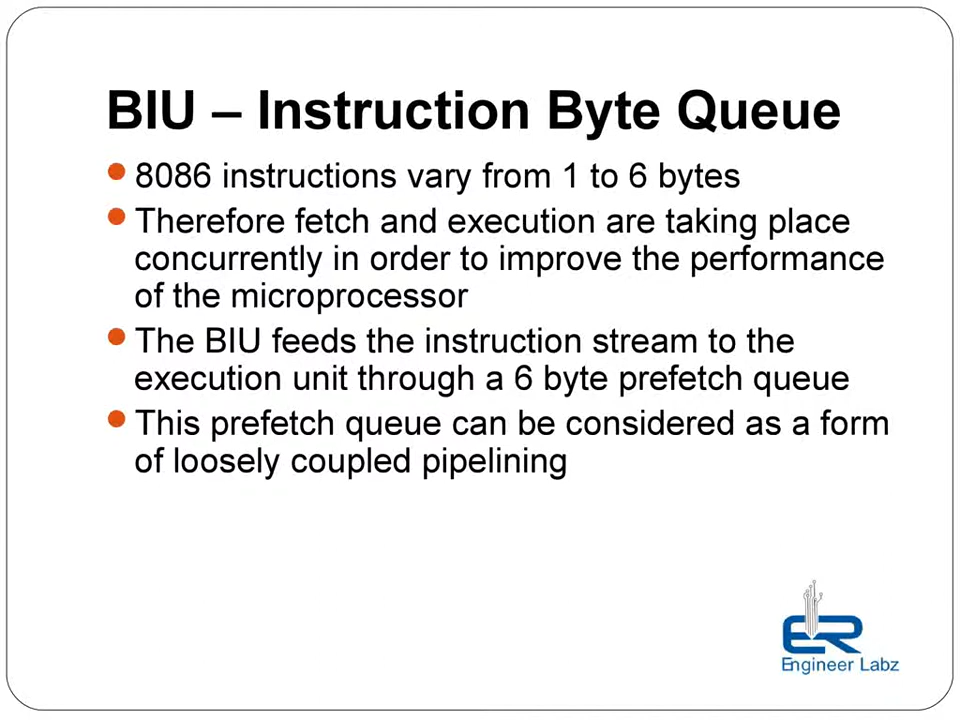 BIU – Instruction Byte Queue
8086 instructions vary from 1 to 6 bytes
Therefore fetch and execution are taking place
concurrently in order to improve the performance
of the microprocessor
The BIU feeds the instruction stream to the
execution unit through a 6 byte prefetch queue
This prefetch queue can be considered as a form
of loosely coupled pipelining
ER
Engineer Labz